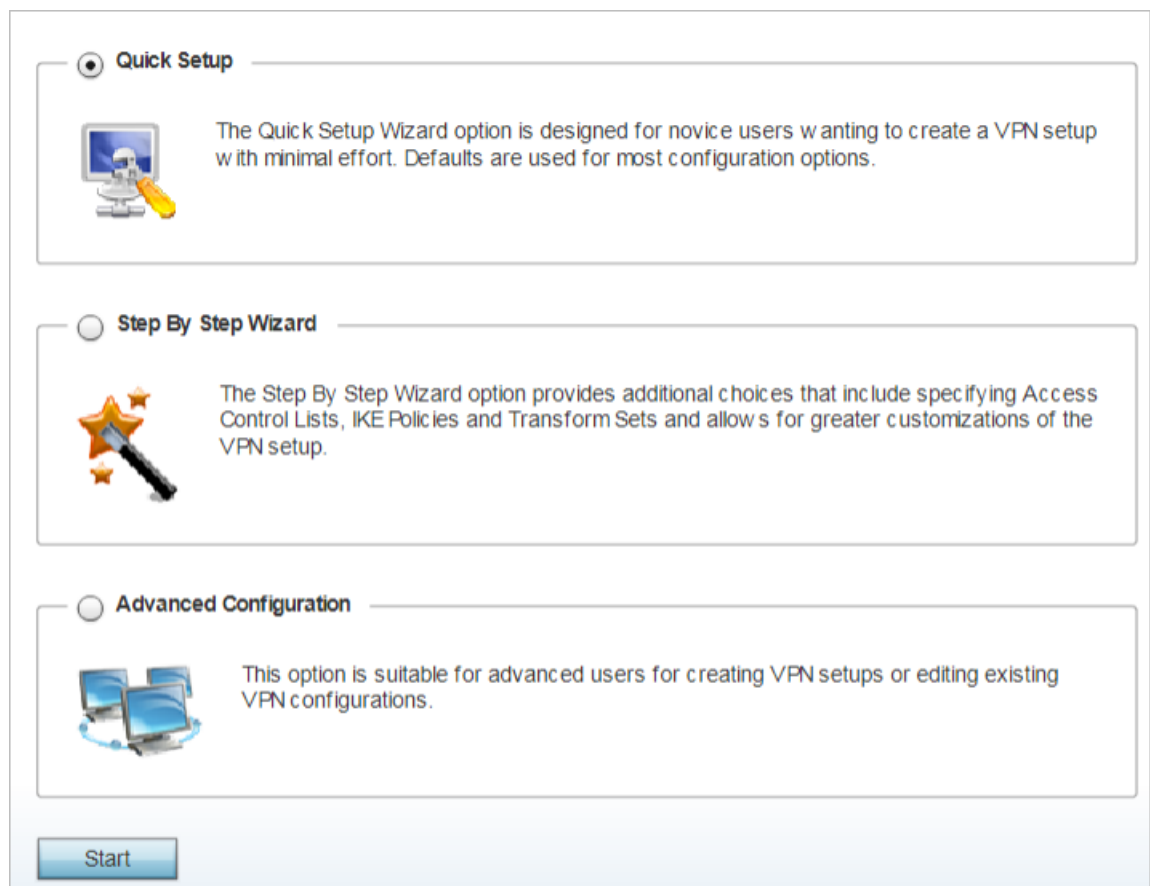 Quick Setup
The Quick Setup Wizard option is designed for novice users wanting to create a VPN setup
with minimal effort. Defaults are used for most configuration options.
Step By Step Wizard
The Step By Step Wizard option provides additional choices that include specifying Access
Control Lists, IKE Policies and Transform Sets and allows for greater customizations of the
VPN setup.
Advanced Configuration
This option is suitable for advanced users for creating VPN setups or editing existing
VPN configurations.
Start